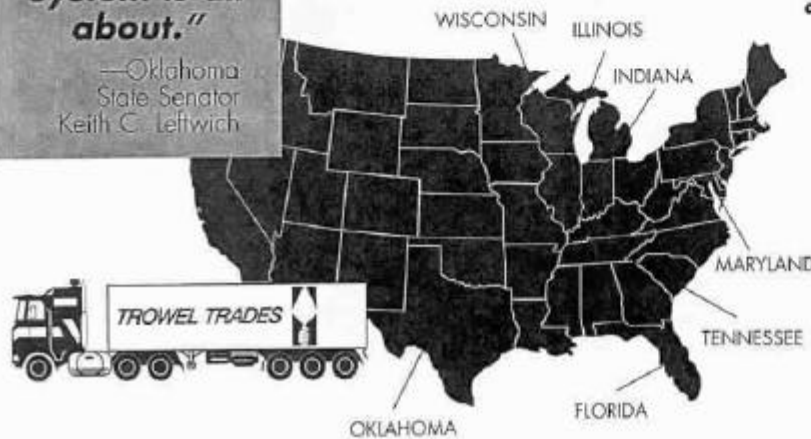 about."
—Oklahoma
State Senator
Keith C. Leftwich
WISCONSIN
ILLINOIS
INDIANA
MARYLAND
TENNESSEE
FLORIDA
OKLAHOMA
TROWEL TRADES